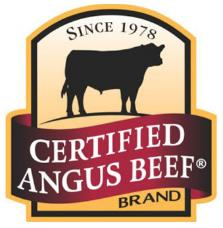 SINCE 1978
CERTIFIED
ANGUS BEEF®
BRAND